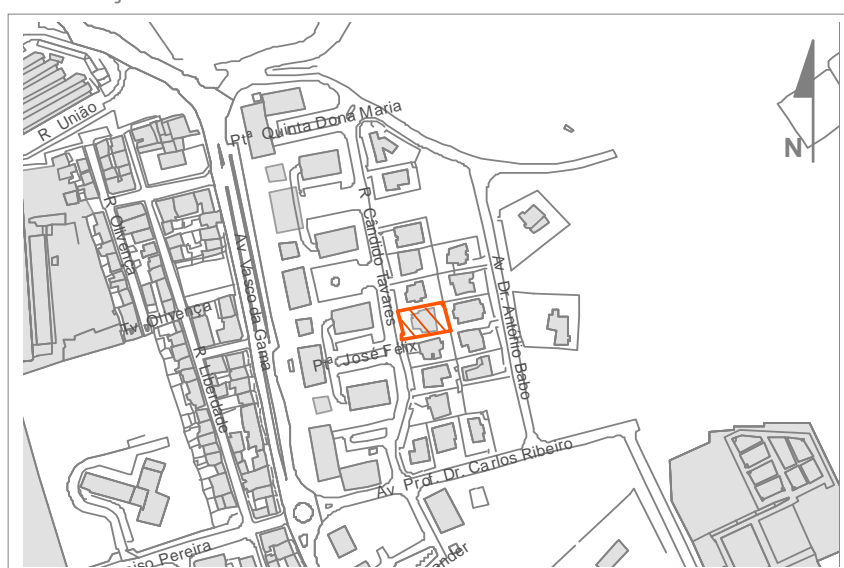 R União
Ptª Quinta Dona Maria
N
R Olivença
R Cândido Tavares
Av Vasco da Gama
Av Dr. António Babo
Tv Olivença
Ptª José Felix
R Liberdade
Av Prof. Dr. Carlos Ribeiro
Pereira